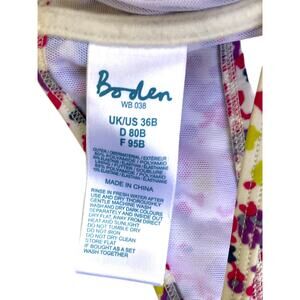 Boden
WB 038
UK/US 36B
D 80B
F 95B
MADE IN CHINA
RINSE IN FRESH WATER AFTER
USE AND DRY THOROUGHLY
GENTLE MACHINE WASH
WASH AND DRY DARK COLOURS
SEPARATELY INSIDE OUT
DRY FLAT, AWAY FROM DIRECT
HEAT AND SUNLIGHT
DO NOT TUMBLE DRY
DO NOT IRON
DO NOT DRY CLEAN
STORE FLAT
IF BOUGHT AS A SET
WASH TOGETHER